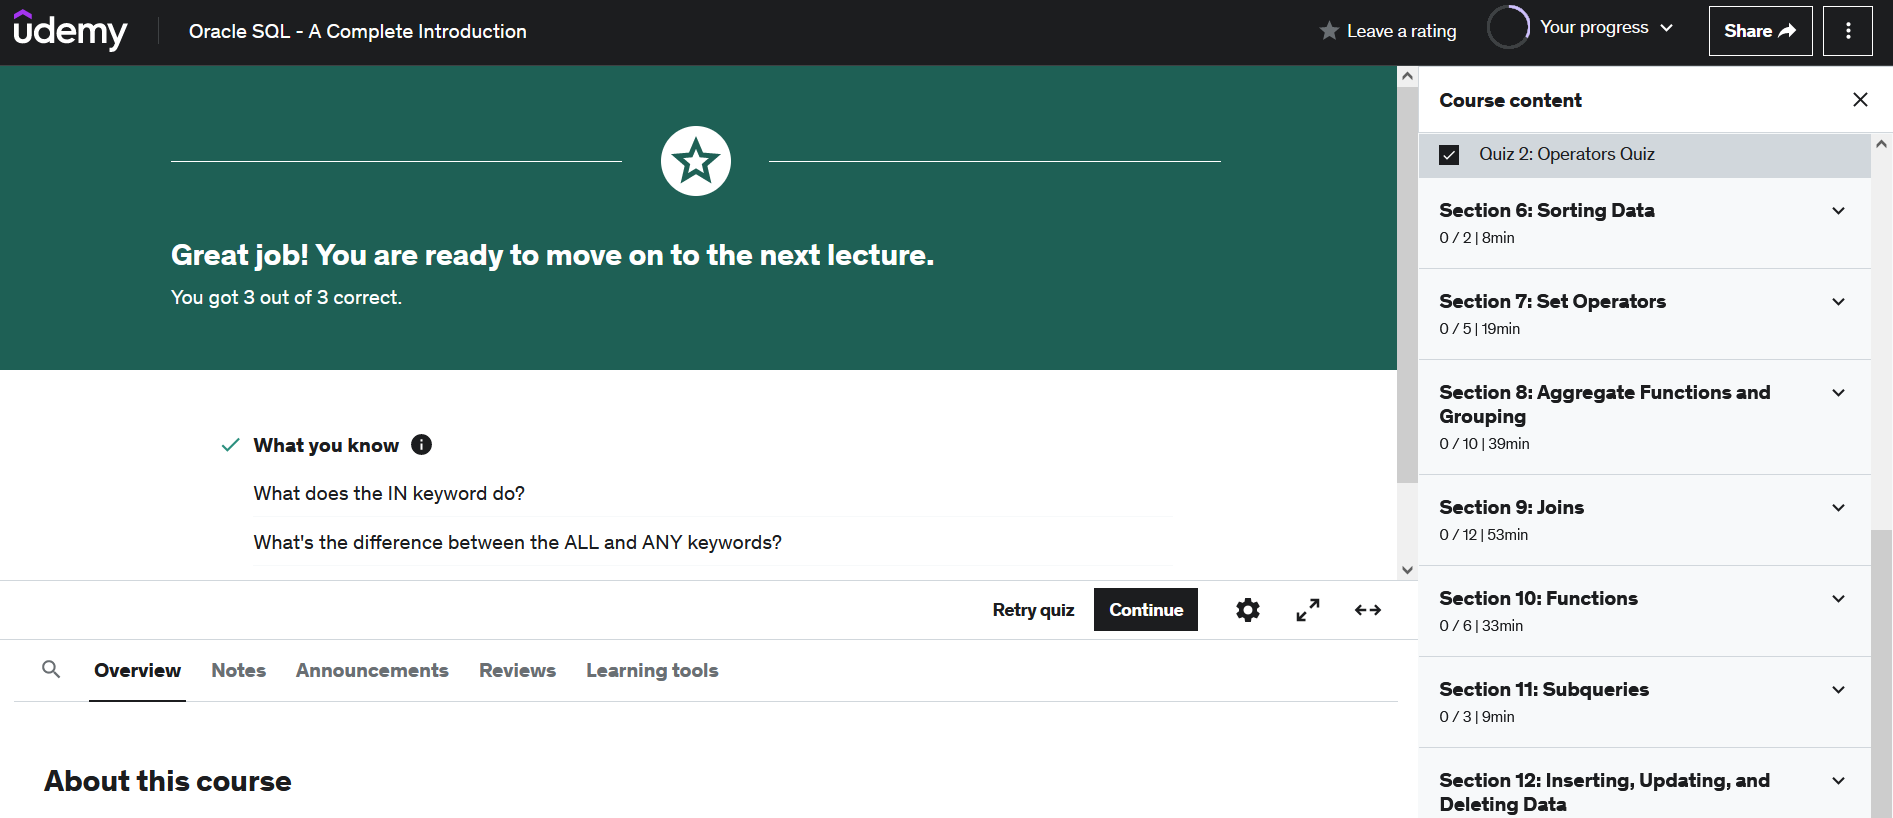 udemy
Oracle SQL - A Complete Introduction
Leave a rating
Your progress
Share
Great job! You are ready to move on to the next lecture.
You got 3 out of 3 correct.
What you know
What does the IN keyword do?
What's the difference between the ALL and ANY keywords?
Retry quiz
Continue
Overview
Notes
Announcements
Reviews
Learning tools
About this course
Course content
Quiz 2: Operators Quiz
Section 6: Sorting Data
0 / 2 | 8min
Section 7: Set Operators
0 / 5 | 19min
Section 8: Aggregate Functions and
Grouping
0 / 10 | 39min
Section 9: Joins
0 / 12 | 53min
Section 10: Functions
0 / 6 | 33min
Section 11: Subqueries
0 / 3 | 9min
Section 12: Inserting, Updating, and
Deleting Data